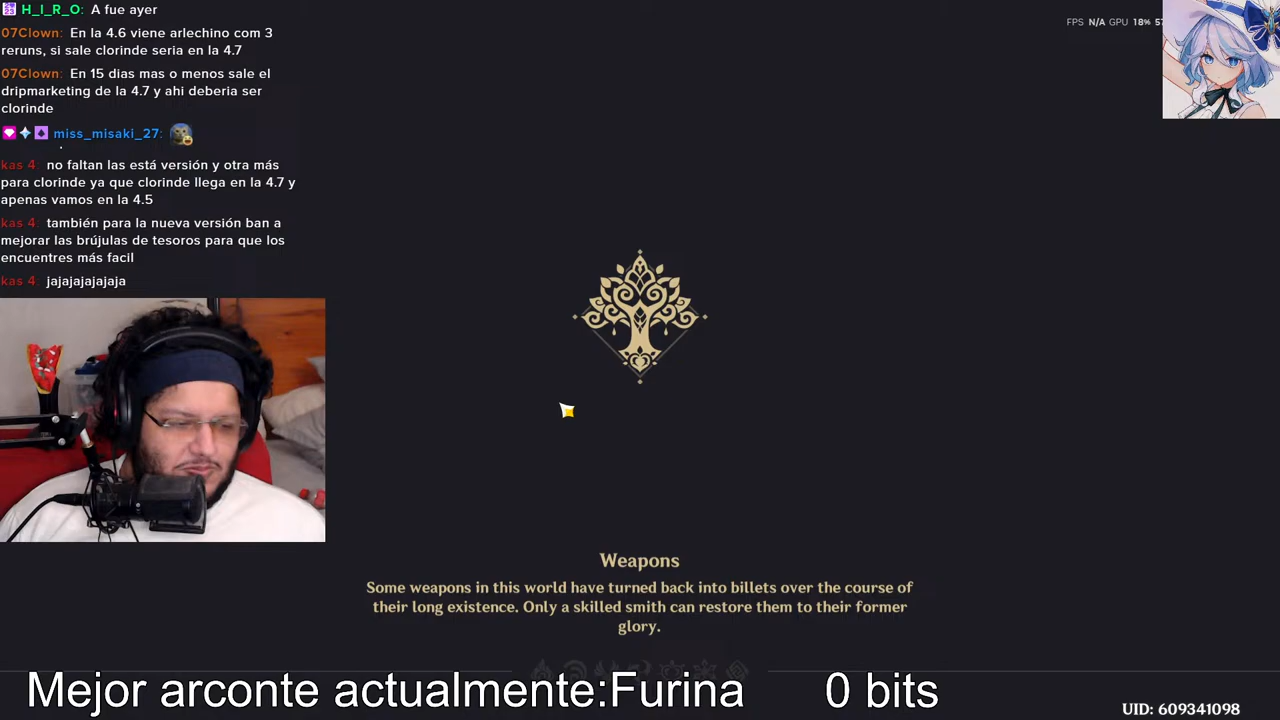 H_I_R_O: A fue ayer
07Clown: En la 4.6 viene arlechino com 3
reruns, si sale clorinde seria en la 4.7
07Clown: En 15 dias mas o menos sale el
dripmarketing de la 4.7 y ahi deberia ser
clorinde
miss_misaki_27:
kas 4: no faltan las está versión y otra más
para clorinde ya que clorinde llega en la 4.7 y
apenas vamos en la 4.5
kas 4: también para la nueva versión ban a
mejorar las brújulas de tesoros para que los
encuentres más facil
kas 4: jajajajajajaja
FPS N/A GPU 18%
Weapons
Some weapons in this world have turned back into billets over the course of
their long existence. Only a skilled smith can restore them to their former
glory.
Mejor arconte actualmente:Furina 0 bits
UID: 609341098